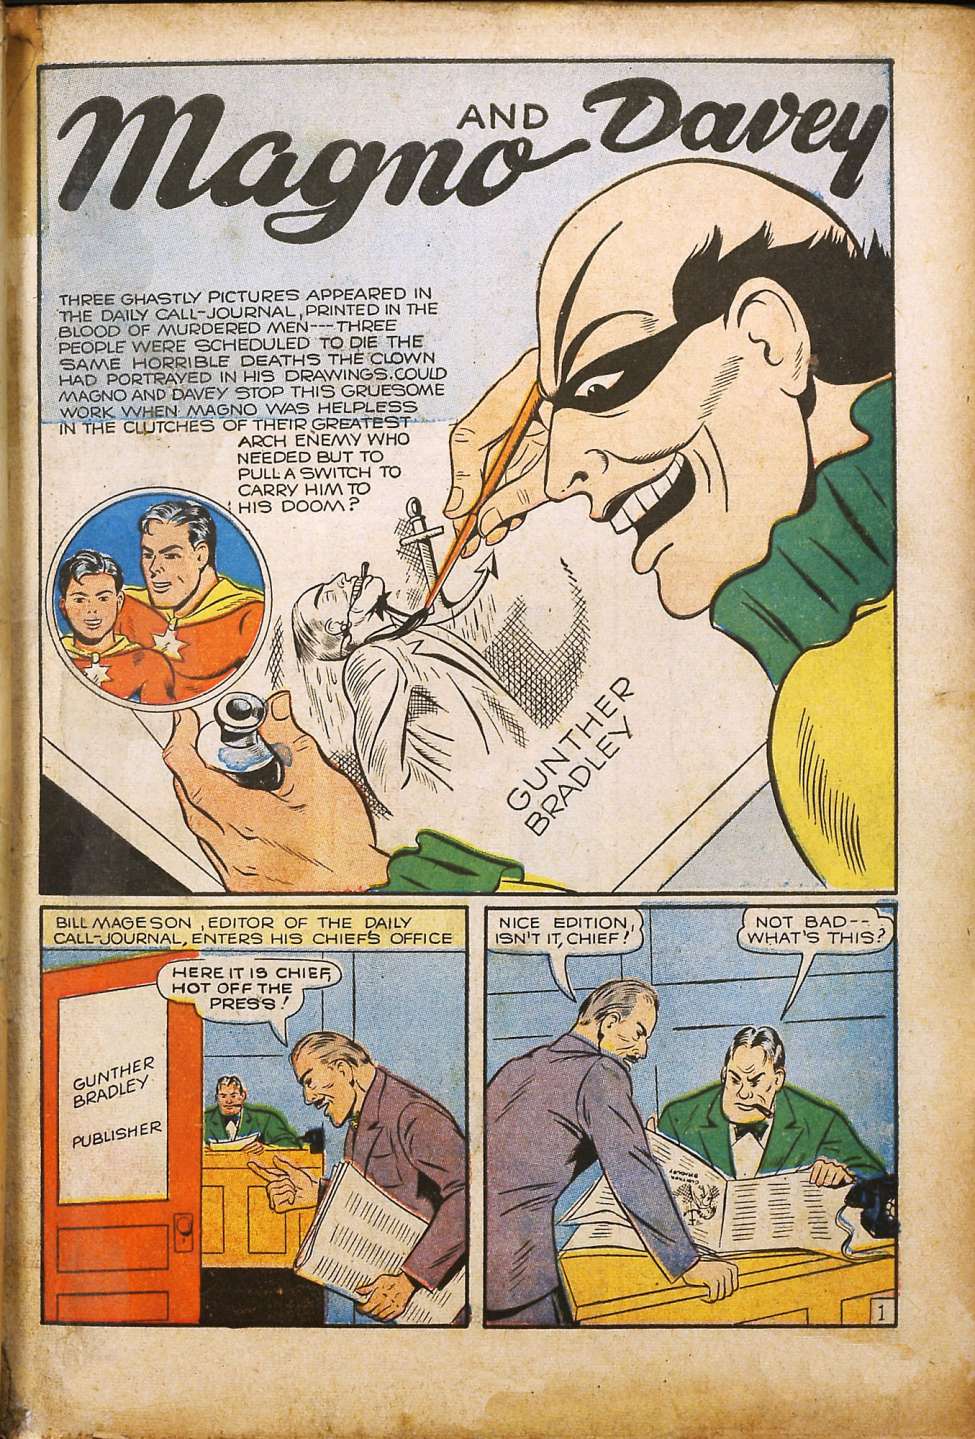 Magno AND Davey
THREE GHASTLY PICTURES APPEARED IN
THE DAILY CALL-JOURNAL, PRINTED IN THE
BLOOD OF MURDERED MEN---THREE
PEOPLE WERE SCHEDULED TO DIE THE
SAME HORRIBLE DEATHS THE CLOWN
HAD PORTRAYED IN HIS DRAWINGS. COULD
MAGNO AND DAVEY STOP THIS GRUESOME
WORK WHEN MAGNO WAS HELPLESS
IN THE CLUTCHES OF THEIR GREATEST
ARCH ENEMY WHO
NEEDED BUT TO
PULL A SWITCH TO
CARRY HIM TO
HIS DOOM?
GUNTHER
BRADLEY
BILL MAGESON, EDITOR OF THE DAILY
CALL-JOURNAL, ENTERS HIS CHIEF'S OFFICE
HERE IT IS CHIEF,
HOT OFF THE
PRESS!
GUNTHER
BRADLEY
PUBLISHER
NICE EDITION,
ISN'T IT, CHIEF!
NOT BAD--
WHAT'S THIS?
GUNTHER
BRADLEY
1